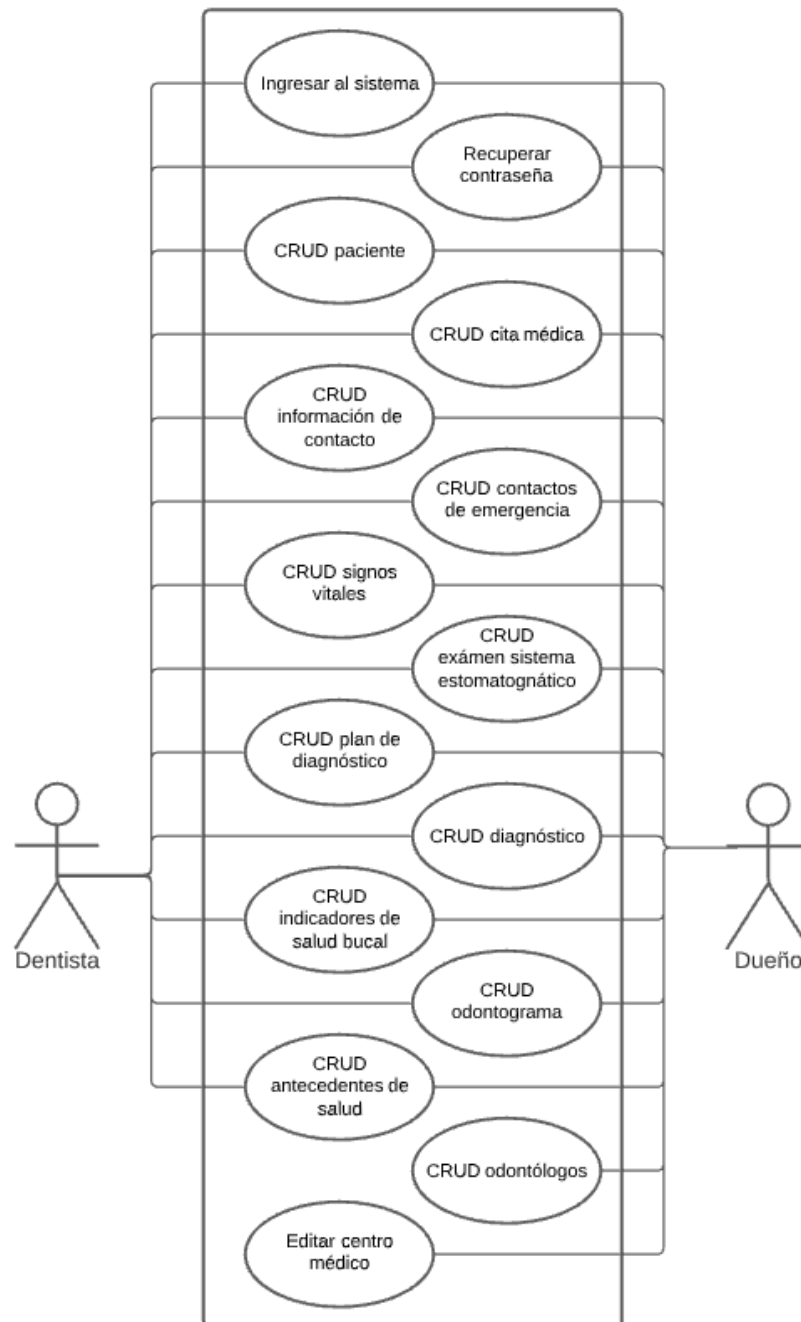 Ingresar al sistema
Recuperar
contraseña
CRUD paciente
CRUD cita médica
CRUD
información de
contacto
CRUD contactos
de emergencia
CRUD signos
vitales
CRUD
exámen sistema
estomatognático
CRUD plan de
diagnóstico
CRUD diagnóstico
CRUD
indicadores de
salud bucal
Dentista
Dueño
CRUD
odontograma
CRUD
antecedentes de
salud
CRUD odontólogos
Editar centro
médico